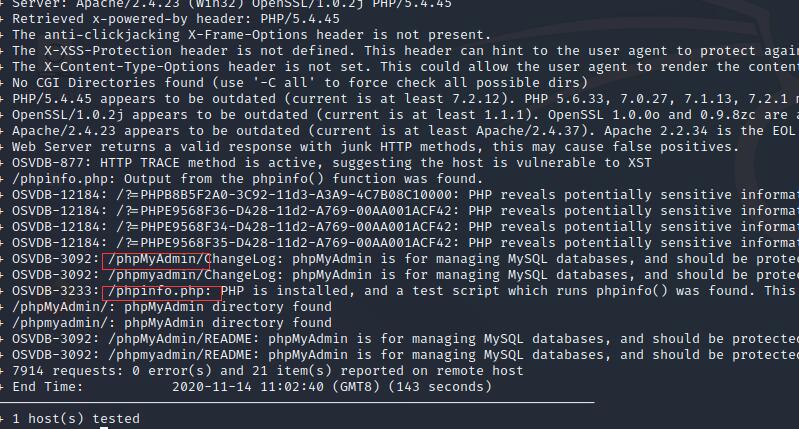 + Server: Apache/2.4.23 (Win32) OpenSSL/1.0.2j PHP/5.4.45
+ Retrieved x-powered-by header: PHP/5.4.45
+ The anti-clickjacking X-Frame-Options header is not present.
+ The X-XSS-Protection header is not defined. This header can hint to the user agent to protect again
+ The X-Content-Type-Options header is not set. This could allow the user agent to render the content
+ No CGI Directories found (use '-C all' to force check all possible dirs)
+ PHP/5.4.45 appears to be outdated (current is at least 7.2.12). PHP 5.6.33, 7.0.27, 7.1.13, 7.2.1 m
+ OpenSSL/1.0.2j appears to be outdated (current is at least 1.1.1). OpenSSL 1.0.0o and 0.9.8zc are a
+ Apache/2.4.23 appears to be outdated (current is at least Apache/2.4.37). Apache 2.2.34 is the EOL
+ Web Server returns a valid response with junk HTTP methods, this may cause false positives.
+ OSVDB-877: HTTP TRACE method is active, suggesting the host is vulnerable to XST
+ /phpinfo.php: Output from the phpinfo() function was found.
+ OSVDB-12184: /?=PHPB8B5F2A0-3C92-11d3-A3A9-4C7B08C10000: PHP reveals potentially sensitive informat
+ OSVDB-12184: /?=PHPE9568F36-D428-11d2-A769-00AA001ACF42: PHP reveals potentially sensitive informat
+ OSVDB-12184: /?=PHPE9568F34-D428-11d2-A769-00AA001ACF42: PHP reveals potentially sensitive informat
+ OSVDB-12184: /?=PHPE9568F35-D428-11d2-A769-00AA001ACF42: PHP reveals potentially sensitive informat
+ OSVDB-3092: /phpMyAdmin/ChangeLog: phpMyAdmin is for managing MySQL databases, and should be protec
+ OSVDB-3092: /phpmyadmin/ChangeLog: phpMyAdmin is for managing MySQL databases, and should be protec
+ OSVDB-3233: /phpinfo.php: PHP is installed, and a test script which runs phpinfo() was found. This
+ /phpMyAdmin/: phpMyAdmin directory found
+ /phpmyadmin/: phpMyAdmin directory found
+ OSVDB-3092: /phpMyAdmin/README: phpMyAdmin is for managing MySQL databases, and should be protected
+ OSVDB-3092: /phpmyadmin/README: phpMyAdmin is for managing MySQL databases, and should be protected
+ 7914 requests: 0 error(s) and 21 item(s) reported on remote host
+ End Time: 2020-11-14 11:02:40 (GMT8) (143 seconds)
+ 1 host(s) tested